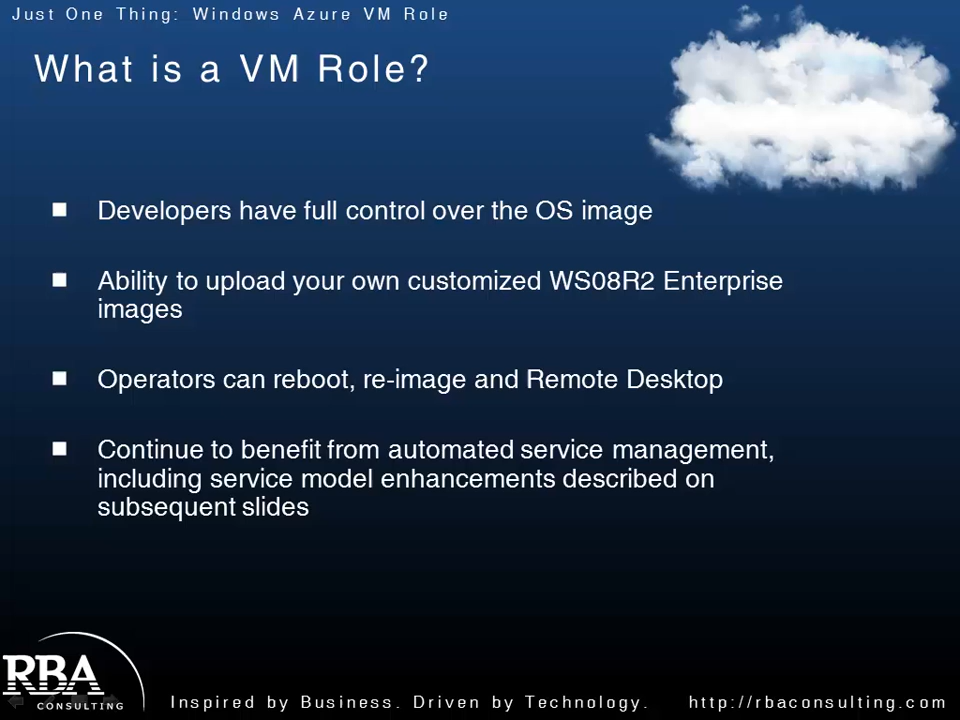 Just One Thing: Windows Azure VM Role
What is a VM Role?
Developers have full control over the OS image
Ability to upload your own customized WS08R2 Enterprise
images
Operators can reboot, re-image and Remote Desktop
Continue to benefit from automated service management,
including service model enhancements described on
subsequent slides
RBA
CONSULTING
Inspired by Business. Driven by Technology. http://rbaconsulting.com